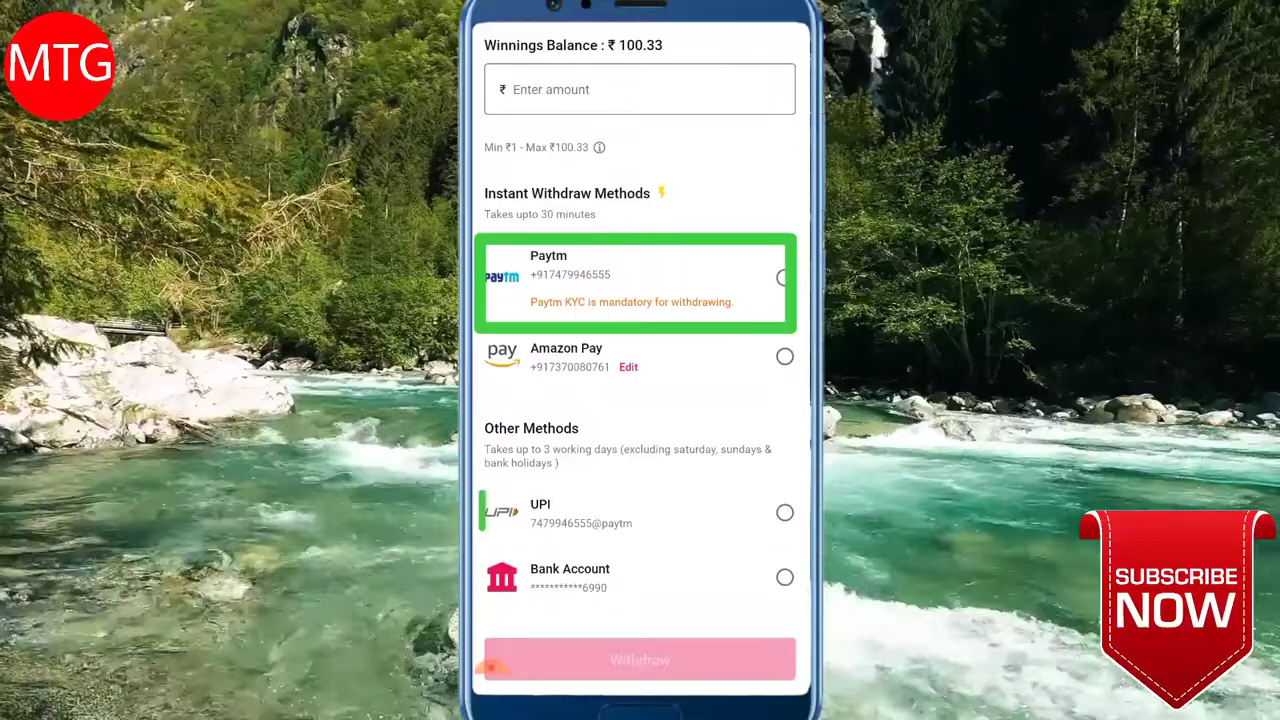 MTG
Winnings Balance : ₹ 100.33
₹ Enter amount
Min ₹1 - Max ₹100.33
Instant Withdraw Methods
Takes upto 30 minutes
Paytm
paytm
+917479946555
Paytm KYC is mandatory for withdrawing.
Amazon Pay
pay
+917370080761 Edit
Other Methods
Takes up to 3 working days (excluding saturday, sundays &
bank holidays )
UPI
UPI
7479946555@paytm
Bank Account
***********6990
Withdraw
SUBSCRIBE
NOW